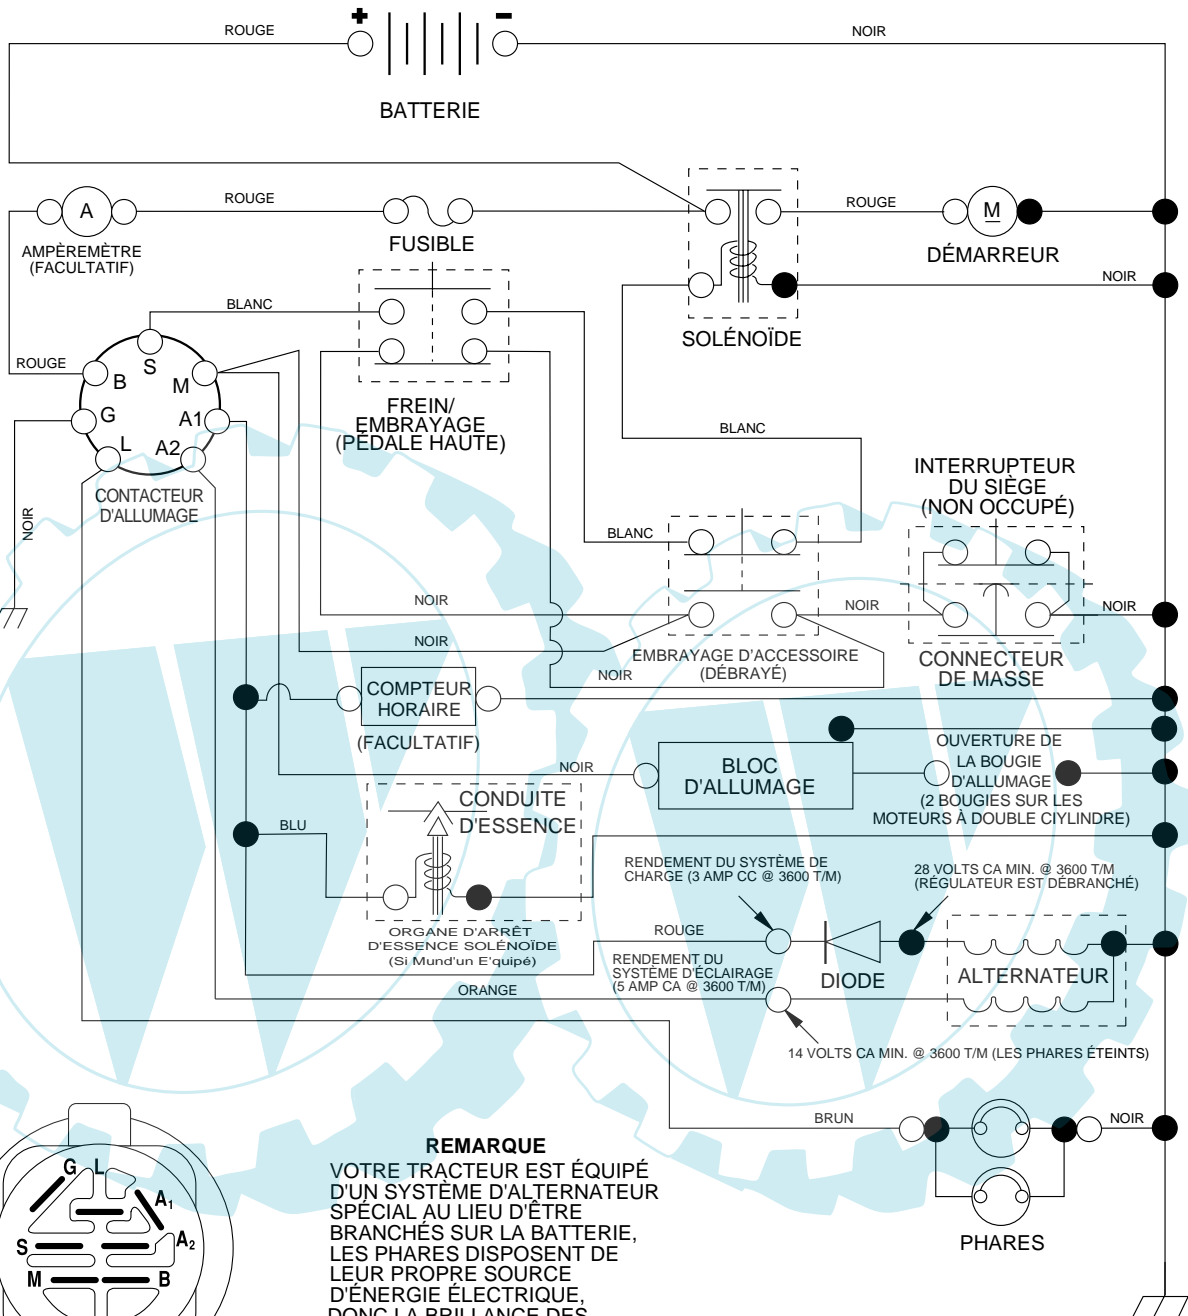 ROUGE
+
-
NOIR
BATTERIE
ROUGE
A
AMPÈREMÈTRE
(FACULTATIF)
FUSIBLE
ROUGE
M
DÉMARREUR
NOIR
SOLÉNOÏDE
BLANC
ROUGE
S
B
M
G
A1
L
A2
CONTACTEUR
D'ALLUMAGE
NOIR
FREIN/
EMBRAYAGE
(PÉDALE HAUTE)
BLANC
INTERRUPTEUR
DU SIÈGE
(NON OCCUPÉ)
BLANC
NOIR
NOIR
NOIR
NOIR
EMBRAYAGE D'ACCESSOIRE
(DÉBRAYÉ)
NOIR
CONNECTEUR
DE MASSE
COMPTEUR
HORAIRE
(FACULTATIF)
NOIR
BLOC
D'ALLUMAGE
OUVERTURE DE
LA BOUGIE
D'ALLUMAGE
(2 BOUGIES SUR LES
MOTEURS À DOUBLE CIYLINDRE)
CONDUITE
D'ESSENCE
BLU
ORGANE D'ARRÊT
D'ESSENCE SOLÉNOÏDE
(Si Mund'un E'quipé)
RENDEMENT DU SYSTÈME DE
CHARGE (3 AMP CC @ 3600 T/M)
28 VOLTS CA MIN. @ 3600 T/M
(RÉGULATEUR EST DÉBRANCHÉ)
ROUGE
RENDEMENT DU
SYSTÈME D'ÉCLAIRAGE
(5 AMP CA @ 3600 T/M)
DIODE
ALTERNATEUR
ORANGE
14 VOLTS CA MIN. @ 3600 T/M (LES PHARES ÉTEINTS)
BRUN
NOIR
PHARES
G
L
A1
A2
S
M
B
REMARQUE
VOTRE TRACTEUR EST ÉQUIPÉ
D'UN SYSTÈME D'ALTERNATEUR
SPÉCIAL AU LIEU D'ÊTRE
BRANCHÉS SUR LA BATTERIE,
LES PHARES DISPOSENT DE
LEUR PROPRE SOURCE
D'ÉNERGIE ÉLECTRIQUE,
DONC LA BRILLANCE DES